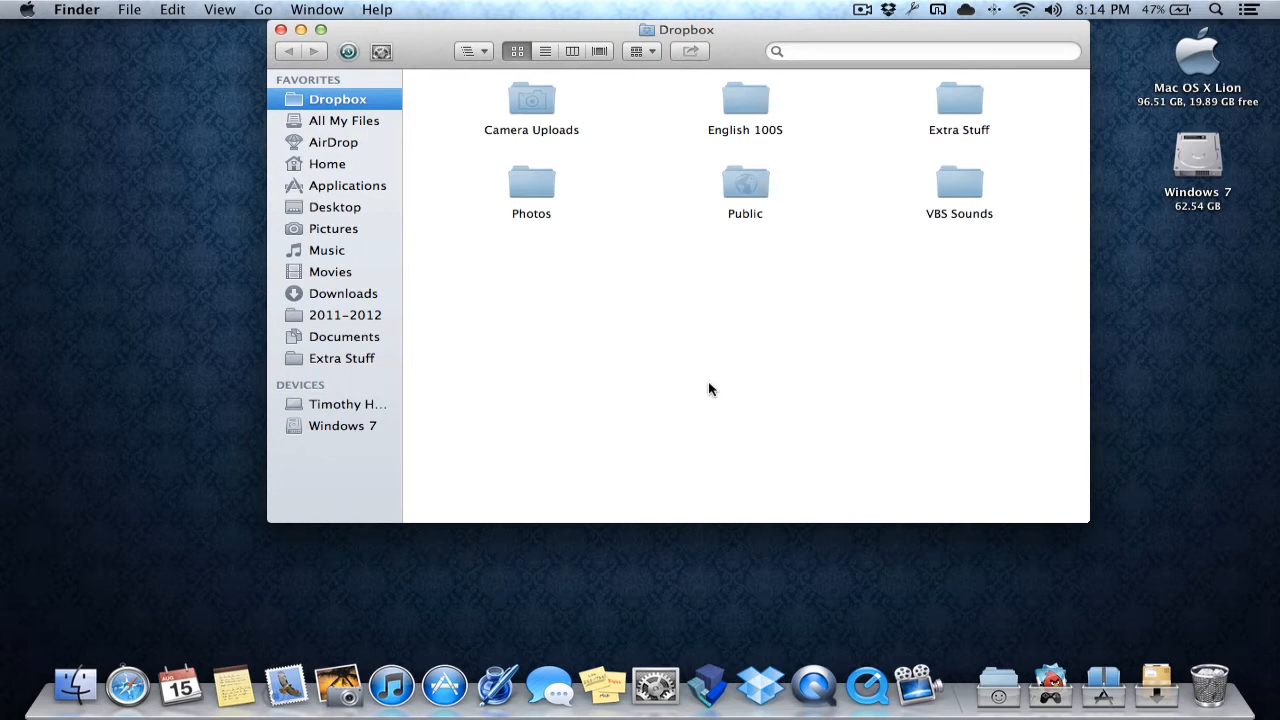 Finder File Edit View Go Window Help 8:14 PM 47%
Dropbox
FAVORITES
Dropbox
All My Files
AirDrop
Home
Applications
Desktop
Pictures
Music
Movies
Downloads
2011-2012
Documents
Extra Stuff
DEVICES
Timothy H...
Windows 7
Camera Uploads English 100S Extra Stuff
Photos Public VBS Sounds
Mac OS X Lion
96.51 GB, 19.89 GB free
Windows 7
62.54 GB
AUG
15